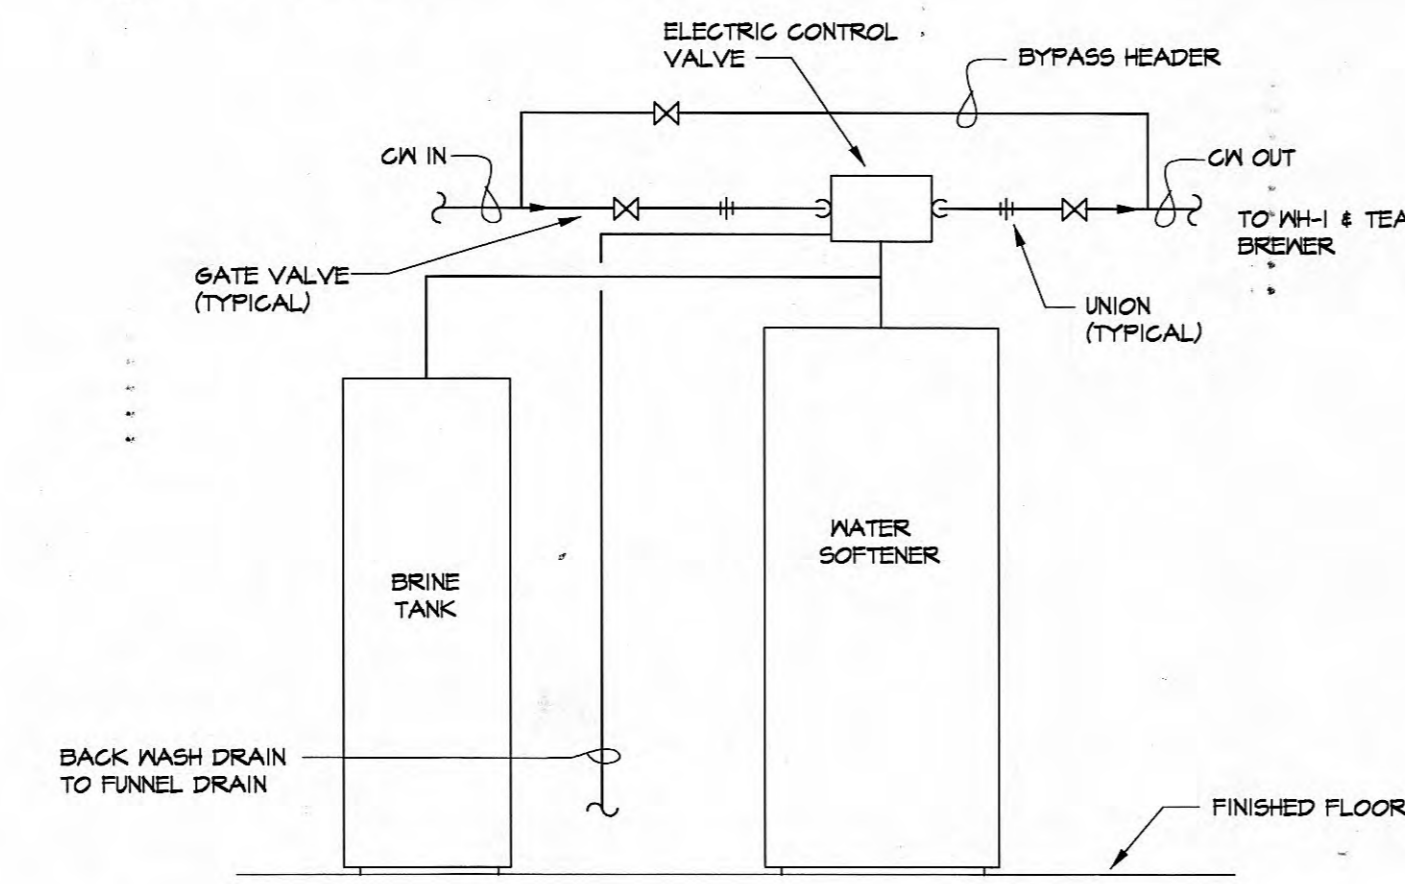 ELECTRIC CONTROL
VALVE
BYPASS HEADER
CW IN
CW OUT
TO WH-1 & TEA
BREWER
GATE VALVE
(TYPICAL)
UNION
(TYPICAL)
WATER
SOFTENER
BRINE
TANK
BACK WASH DRAIN
TO FUNNEL DRAIN
FINISHED FLOOR